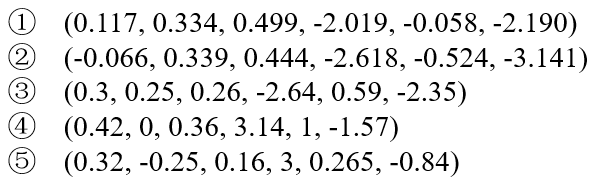 ① (0.117, 0.334, 0.499, -2.019, -0.058, -2.190)
② (-0.066, 0.339, 0.444, -2.618, -0.524, -3.141)
③ (0.3, 0.25, 0.26, -2.64, 0.59, -2.35)
④ (0.42, 0, 0.36, 3.14, 1, -1.57)
⑤ (0.32, -0.25, 0.16, 3, 0.265, -0.84)